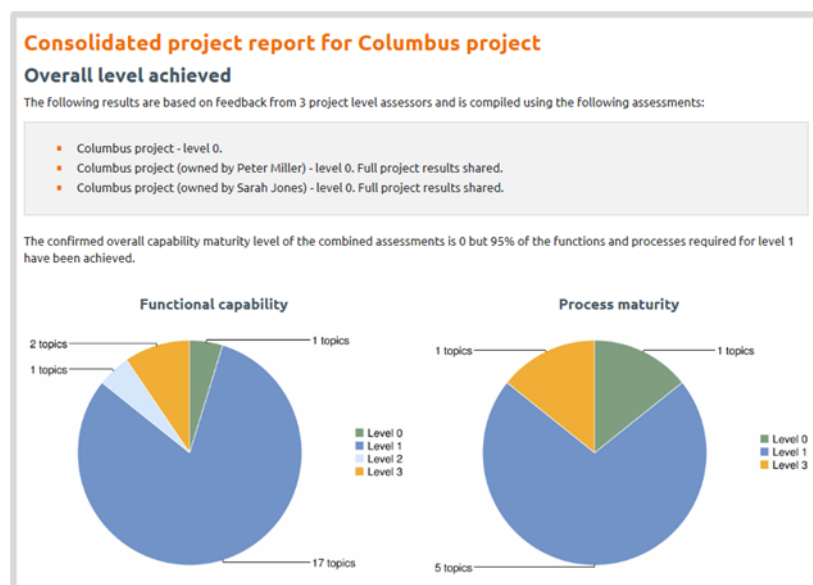 Consolidated project report for Columbus project
Overall level achieved
The following results are based on feedback from 3 project level assessors and is compiled using the following assessments:
Columbus project - level 0.
Columbus project (owned by Peter Miller) - level 0. Full project results shared.
Columbus project (owned by Sarah Jones) - level 0. Full project results shared.
The confirmed overall capability maturity level of the combined assessments is 0 but 95% of the functions and processes required for level 1
have been achieved.
Functional capability
2 topics
1 topics
1 topics
Level 0
Level 1
Level 2
Level 3
17 topics
Process maturity
1 topics
1 topics
Level 0
Level 1
Level 3
5 topics